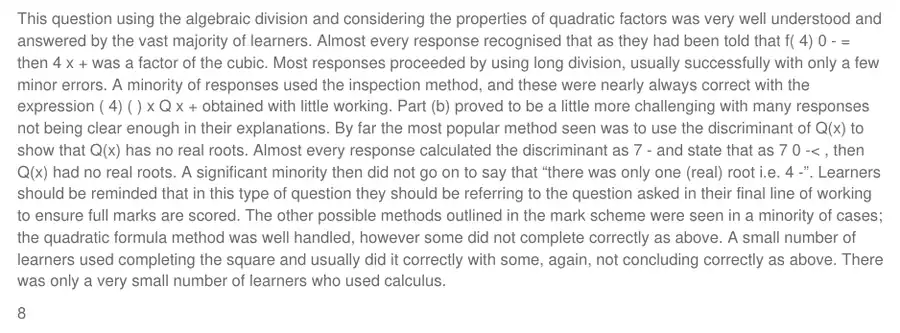 This question using the algebraic division and considering the properties of quadratic factors was very well understood and
answered by the vast majority of learners. Almost every response recognised that as they had been told that f( 4) 0 - =
then 4 x + was a factor of the cubic. Most responses proceeded by using long division, usually successfully with only a few
minor errors. A minority of responses used the inspection method, and these were nearly always correct with the
expression ( 4) ( ) x Q x + obtained with little working. Part (b) proved to be a little more challenging with many responses
not being clear enough in their explanations. By far the most popular method seen was to use the discriminant of Q(x) to
show that Q(x) has no real roots. Almost every response calculated the discriminant as 7 - and state that as 7 0 -< , then
Q(x) had no real roots. A significant minority then did not go on to say that “there was only one (real) root i.e. 4 -”. Learners
should be reminded that in this type of question they should be referring to the question asked in their final line of working
to ensure full marks are scored. The other possible methods outlined in the mark scheme were seen in a minority of cases;
the quadratic formula method was well handled, however some did not complete correctly as above. A small number of
learners used completing the square and usually did it correctly with some, again, not concluding correctly as above. There
was only a very small number of learners who used calculus.
8